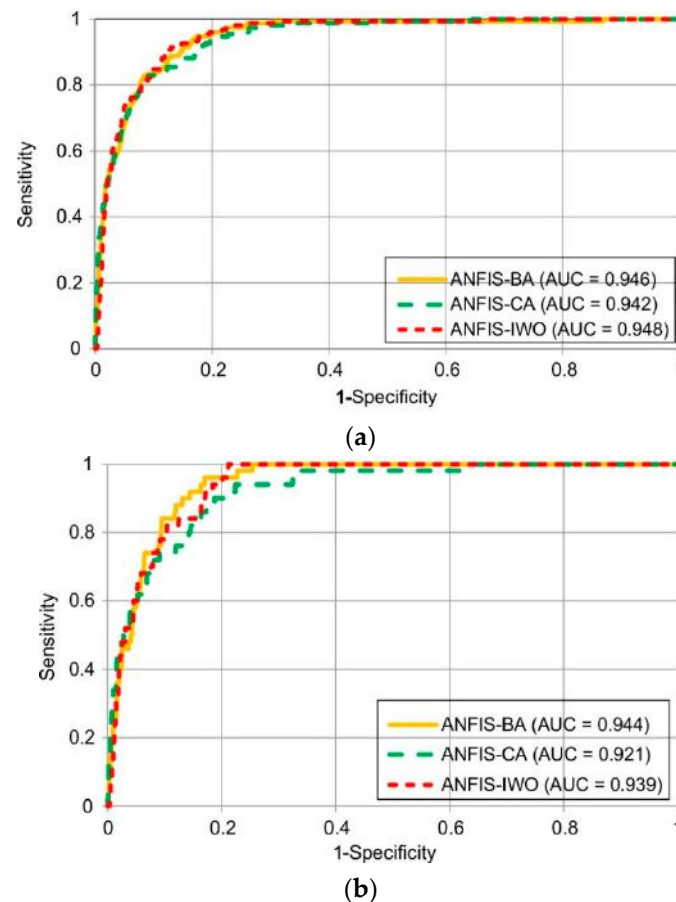 1
0.8
0.6
0.4
0.2
0
Sensitivity
ANFIS-BA (AUC = 0.946)
ANFIS-CA (AUC = 0.942)
ANFIS-IWO (AUC = 0.948)
0 0.2 0.4 0.6 0.8 1
1-Specificity
(a)
1
0.8
0.6
0.4
0.2
0
Sensitivity
ANFIS-BA (AUC = 0.944)
ANFIS-CA (AUC = 0.921)
ANFIS-IWO (AUC = 0.939)
0 0.2 0.4 0.6 0.8 1
1-Specificity
(b)